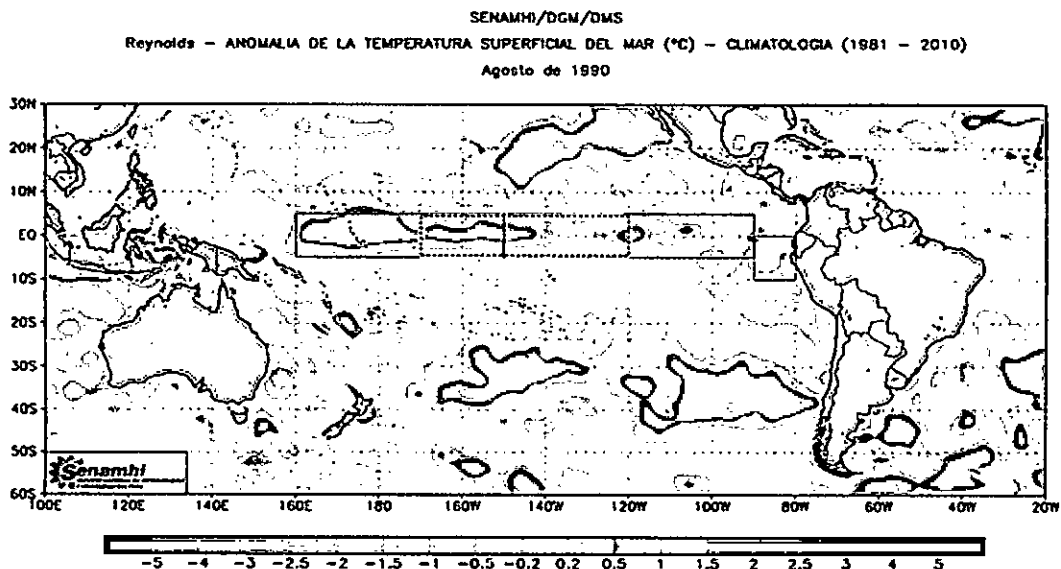 SENAMHI/DGM/DMS
Reynolds - ANOMALIA DE LA TEMPERATURA SUPERFICIAL DEL MAR (°C) - CLIMATOLOGIA (1981 - 2010)
Agosto de 1990
30N
20N
10N
EQ
10S
20S
30S
40S
50S
60S
Senamhi
100E 120E 140E 160E 180 160W 140W 120W 100W 80W 60W 40W 20W
-5 -4 -3 -2.5 -2 -1.5 -1 -0.5 -0.2 0.2 0.5 1 1.5 2 2.5 3 4 5